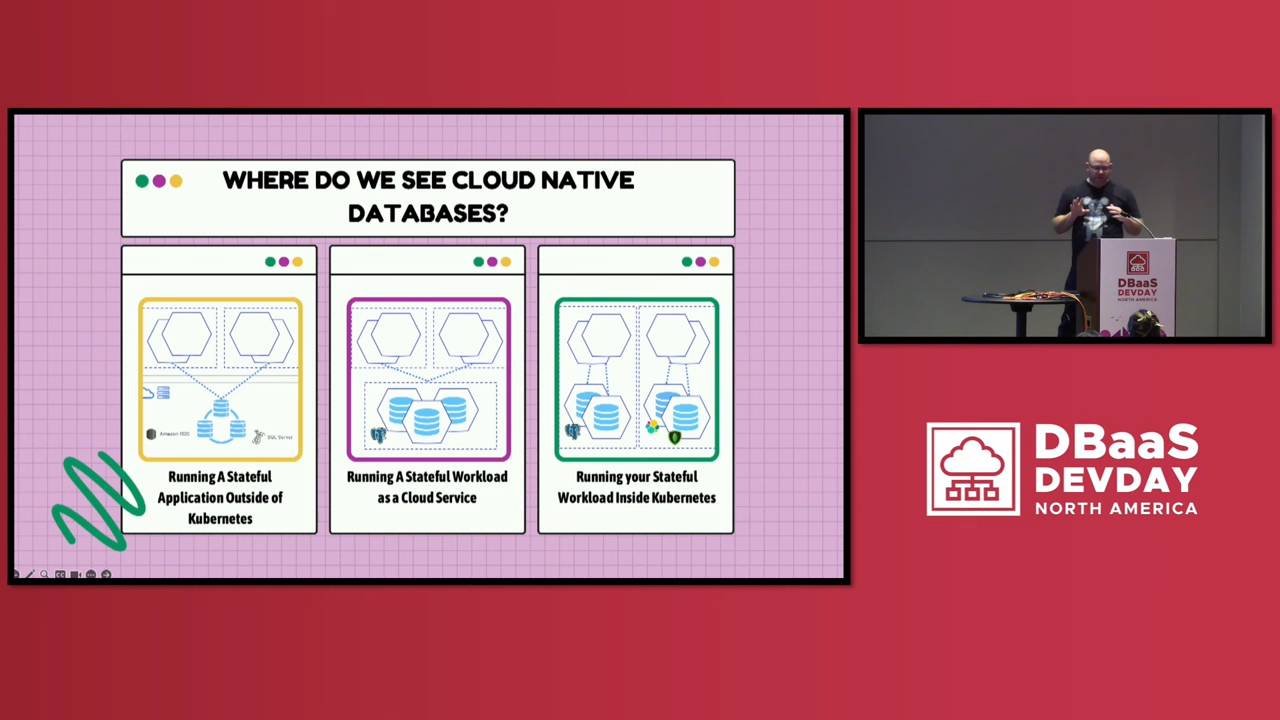 WHERE DO WE SEE CLOUD NATIVE
DATABASES?
Amazon RDS
SQL Server
Running A Stateful
Application Outside of
Kubernetes
Running A Stateful Workload
as a Cloud Service
Running your Stateful
Workload Inside Kubernetes
DBaaS
DEVDAY
NORTH AMERICA
DBaaS
DEVDAY
NORTH AMERICA